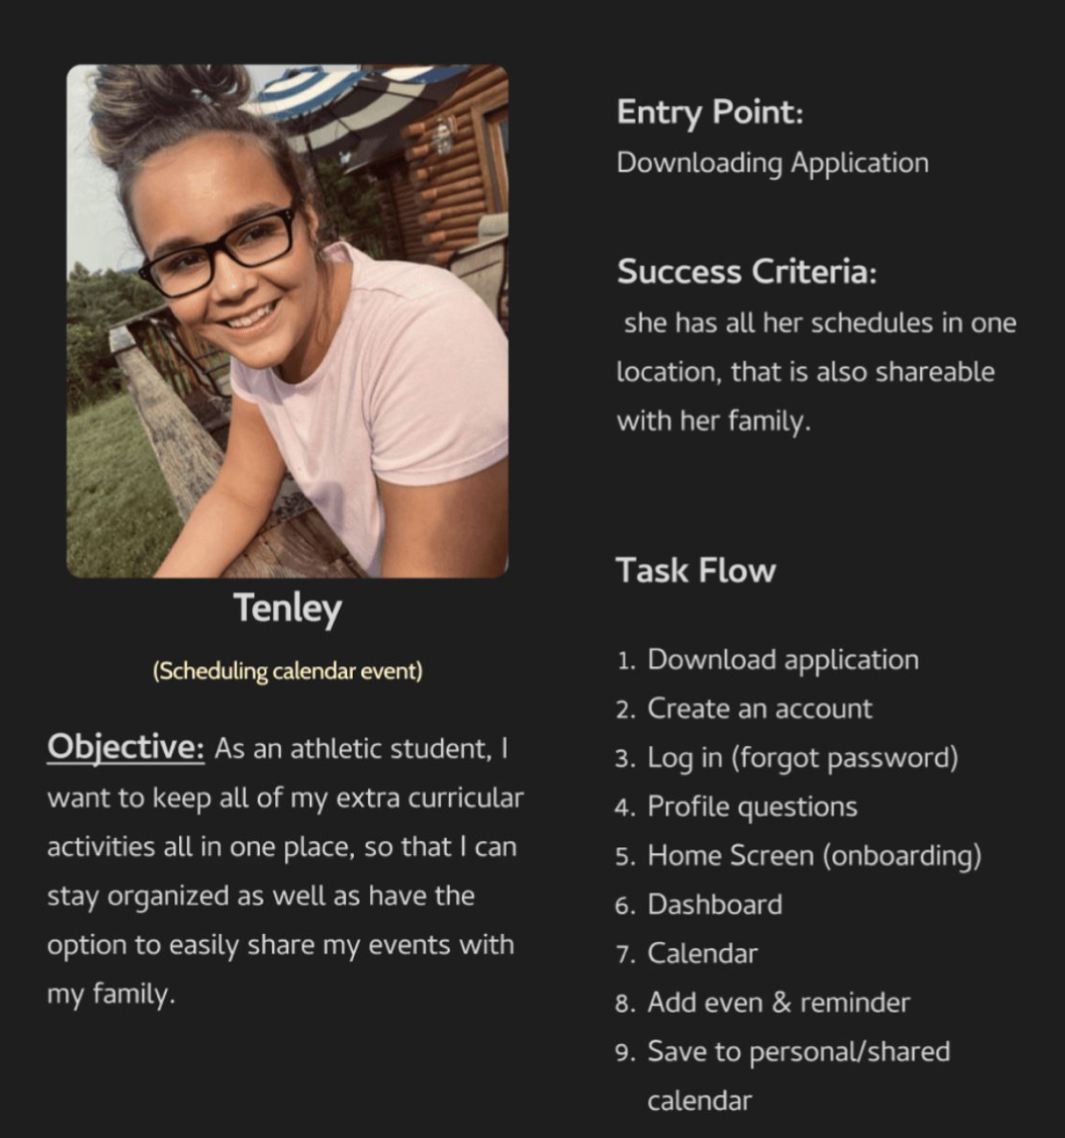 Tenley
(Scheduling calendar event)
Objective: As an athletic student, I
want to keep all of my extra curricular
activities all in one place, so that I can
stay organized as well as have the
option to easily share my events with
my family.
Entry Point:
Downloading Application
Success Criteria:
she has all her schedules in one
location, that is also shareable
with her family.
Task Flow
1. Download application
2. Create an account
3. Log in (forgot password)
4. Profile questions
5. Home Screen (onboarding)
6. Dashboard
7. Calendar
8. Add even & reminder
9. Save to personal/shared
calendar